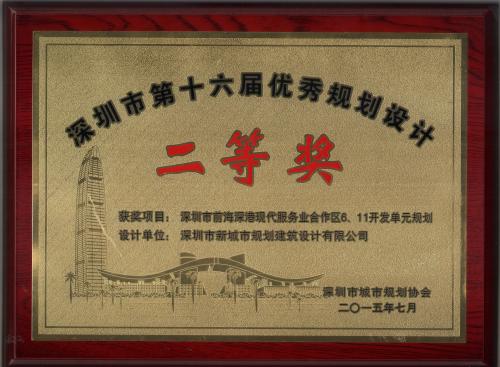 深圳市第十六届优秀规划设计
二等奖
获奖项目：深圳市前海深港现代服务业合作区6、11开发单元规划
设计单位：深圳市新城市规划建筑设计有限公司
深圳市城市规划协会
二〇一五年七月